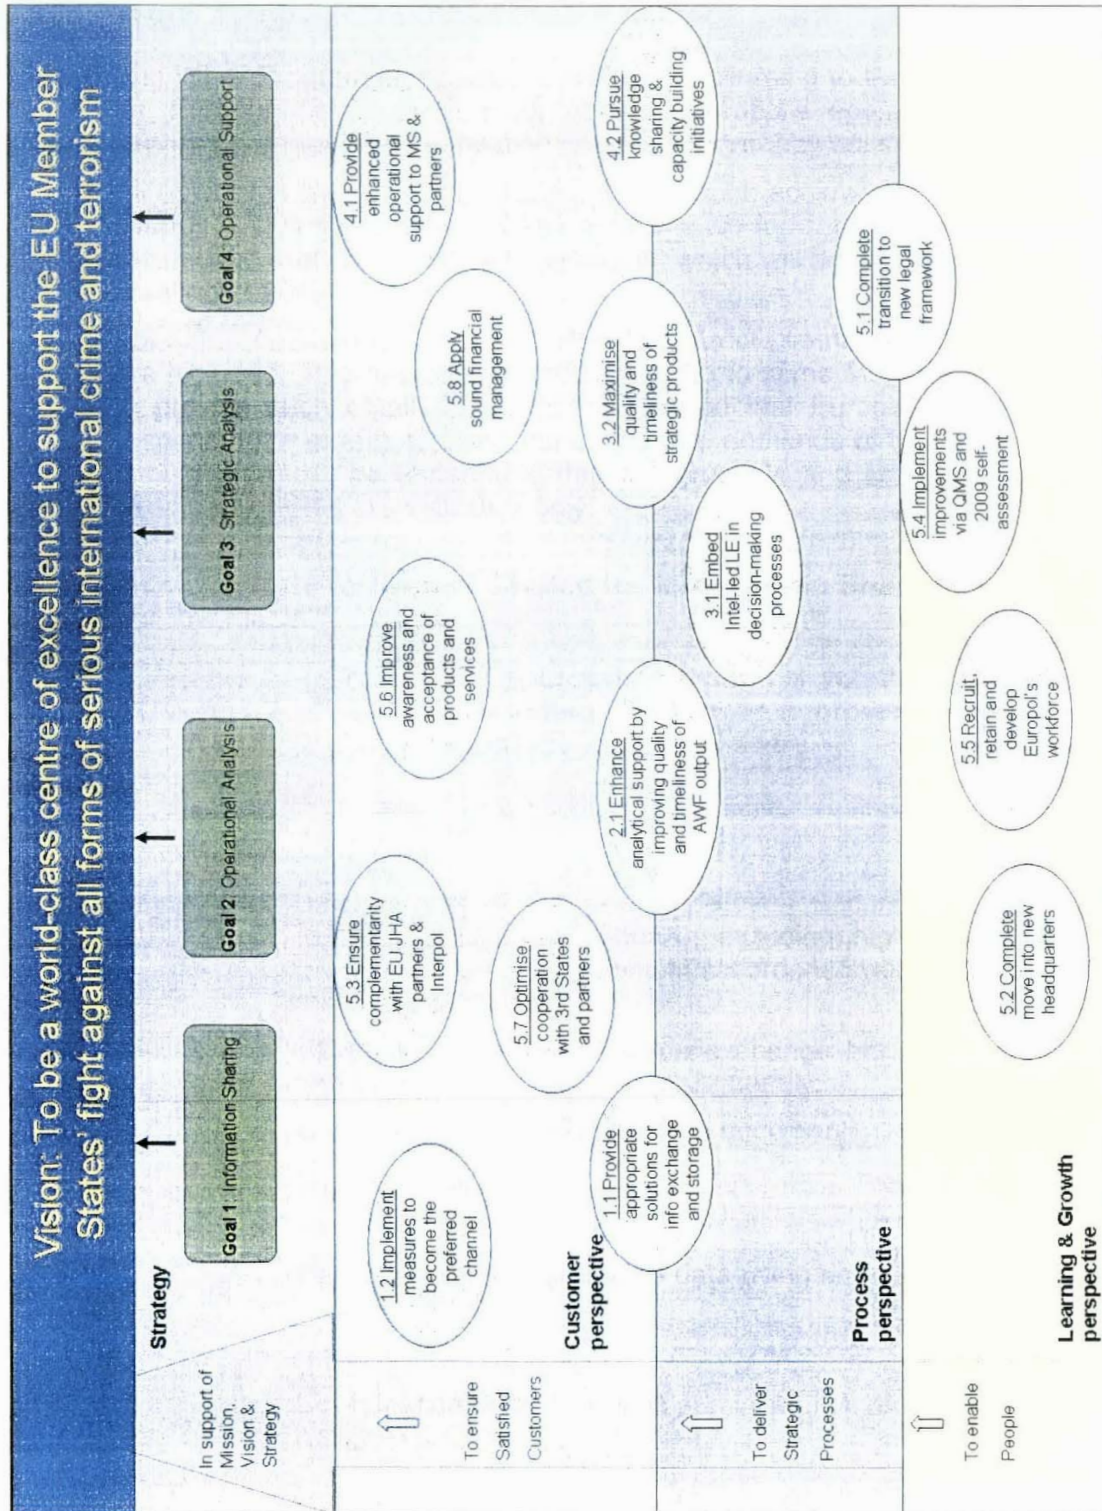 Vision: To be a world-class centre of excellence to support the EU Member
States' fight against all forms of serious international crime and terrorism
Strategy
In support of
Mission,
Vision &
Strategy
Goal 1: Information Sharing
Goal 2: Operational Analysis
Goal 3: Strategic Analysis
Goal 4: Operational Support
To ensure
Satisfied
Customers
Customer
perspective
1.2 Implement
measures to
become the
preferred
channel
5.3 Ensure
complementarity
with EU JHA
partners &
Interpol
5.7 Optimise
cooperation
with 3rd States
and partners
5.6 Improve
awareness and
acceptance of
products and
services
5.8 Apply
sound financial
management
4.1 Provide
enhanced
operational
support to MS &
partners
To deliver
Strategic
Processes
Process
perspective
1.1 Provide
appropriate
solutions for
info exchange
and storage
2.1 Enhance
analytical support by
improving quality
and timeliness of
AWF output
3.1 Embed
Intel-led LE in
decision-making
processes
3.2 Maximise
quality and
timeliness of
strategic products
4.2 Pursue
knowledge
sharing &
capacity building
initiatives
To enable
People
Learning & Growth
perspective
5.2 Complete
move into new
headquarters
5.5 Recruit,
retain and
develop
Europol's
workforce
5.4 Implement
improvements
via QMS and
2009 self-
assessment
5.1 Complete
transition to
new legal
framework